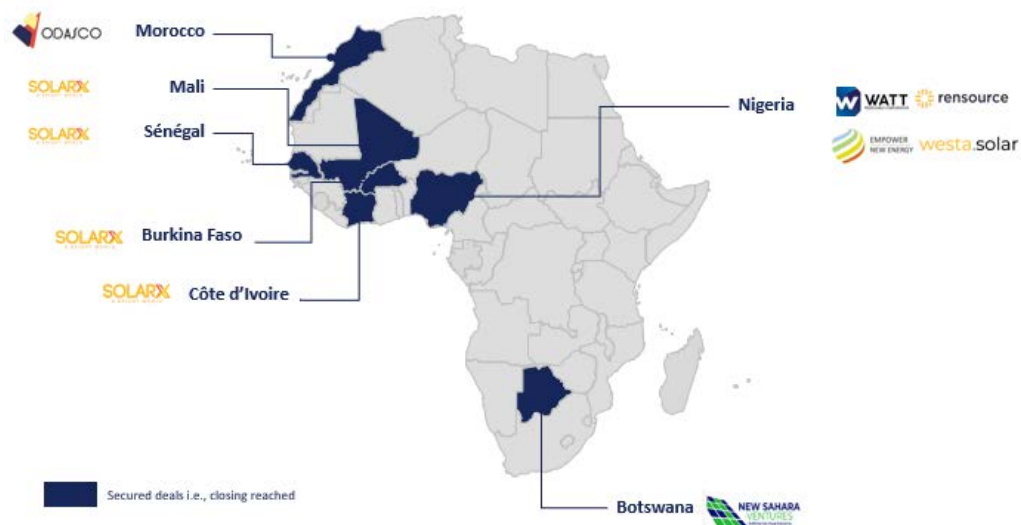 ODASCO
Morocco
SOLARX
Mali
SOLARX
Sénégal
SOLARX
Burkina Faso
SOLARX
Côte d'Ivoire
Nigeria
WATT
rensource
EMPOWER
NEW ENERGY
westa.solar
Secured deals i.e., closing reached
Botswana
NEW SAHARA
VENTURES